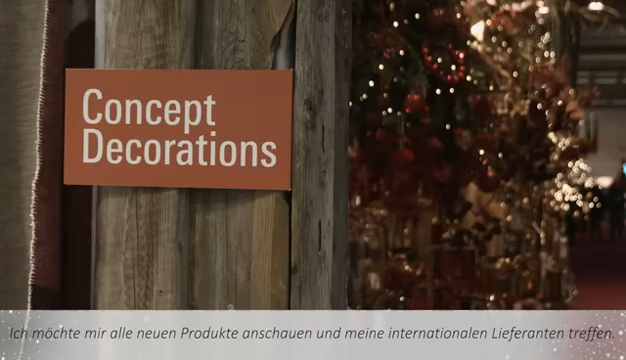 Concept
Decorations
Ich möchte mir alle neuen Produkte anschauen und meine internationalen Lieferanten treffen.